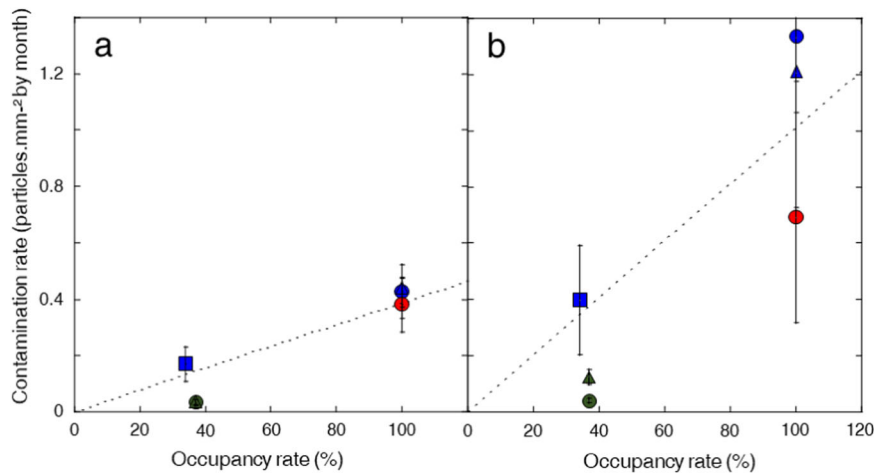 a
b
Contamination rate (particles.mm-² by month)
1.2
0.8
0.4
0
0 20 40 60 80 100
0 20 40 60 80 100 120
Occupancy rate (%)
Occupancy rate (%)